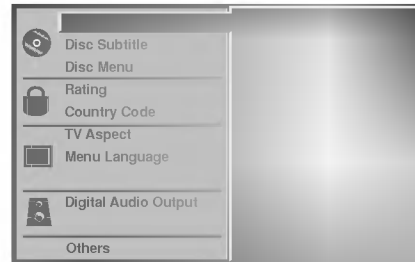 Disc Subtitle
Disc Menu
Rating
Country Code
TV Aspect
Menu Language
Digital Audio Output
Others